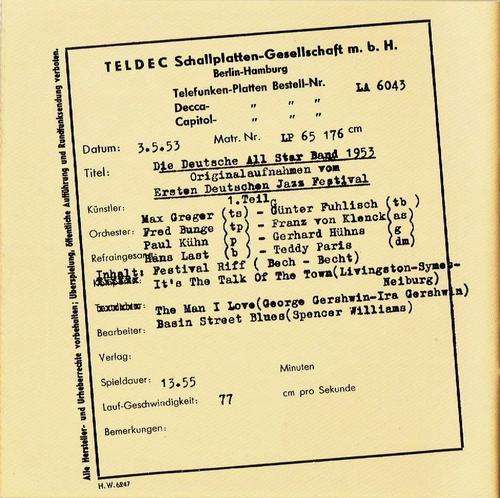 TELDEC Schallplatten-Gesellschaft m. b. H.
Berlin-Hamburg
Telefunken-Platten Bestell-Nr. LA 6043
Decca- " " "
Capitol- " " "
Datum: 3.5.53 Matr. Nr. LP 65 176 cm
Titel: Die Deutsche All Star Band 1953
Originalaufnahmen vom
Ersten Deutschen Jazz Festival
1.Teil
Künstler: Max Greger (ts) - Günter Fuhlisch (tb)
Orchester: Fred Bunge (tp) - Franz von Klenck (as)
Paul Kühn (p) - Gerhard Hühns (g)
Refraingesang: Hans Last (b) - Teddy Paris (dm)
Inhalt: Festival Riff ( Bech - Becht)
It's The Talk Of The Town(Livingston-Symes-
Neiburg)
The Man I Love(George Gershwin-Ira Gershwin)
Basin Street Blues(Spencer Williams)
Bearbeiter:
Verlag:
Spieldauer: 13.55 Minuten
Lauf-Geschwindigkeit: 77 cm pro Sekunde
Bemerkungen:
H.W. 6247
Alle Hersteller- und Urheberrechte vorbehalten; Überspielung, öffentliche Aufführung und Rundfunksendung verboten.